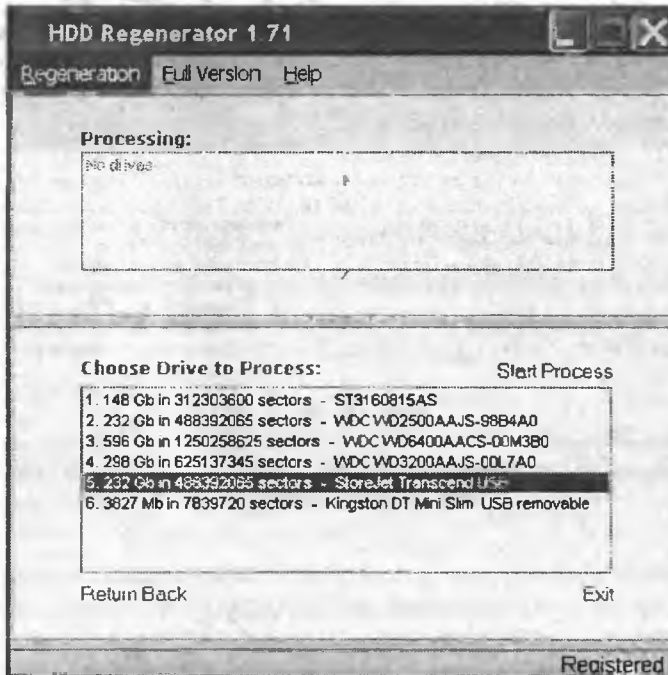 HDD Regenerator 1.71
Regeneration Full Version Help
Processing:
No drives
Choose Drive to Process:
Start Process
1. 148 Gb in 312303600 sectors - ST3160815AS
2. 232 Gb in 488392065 sectors - WDC WD2500AAJS-98B4A0
3. 596 Gb in 1250258625 sectors - WDC WD6400AACS-00M3B0
4. 298 Gb in 625137345 sectors - WDC WD3200AAJS-00L7A0
5. 232 Gb in 488392065 sectors - StoreJet Transcend USB
6. 3827 Mb in 7839720 sectors - Kingston DT Mini Slim USB removable
Return Back
Exit
Registered